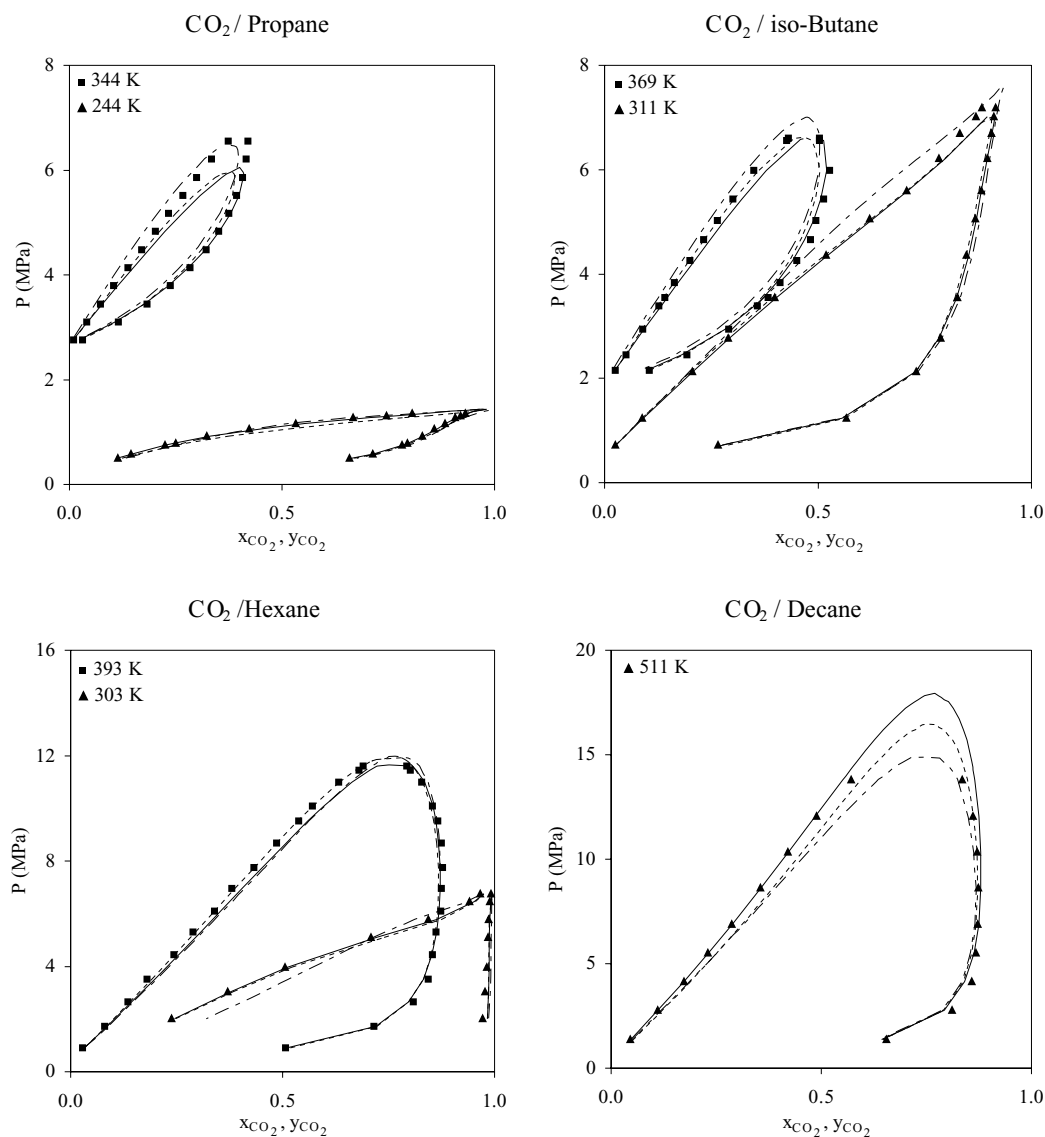 CO2 / Propane
8
344 K
244 K
6
4
2
0
P (MPa)
0.0
0.5
1.0
xCO2 , yCO2
CO2 / iso-Butane
8
369 K
311 K
6
4
2
0
P (MPa)
0.0
0.5
1.0
xCO2 , yCO2
CO2 /Hexane
16
393 K
303 K
12
8
4
0
P (MPa)
0.0
0.5
1.0
xCO2 , yCO2
CO2 / Decane
20
511 K
15
10
5
0
P (MPa)
0.0
0.5
1.0
xCO2 , yCO2